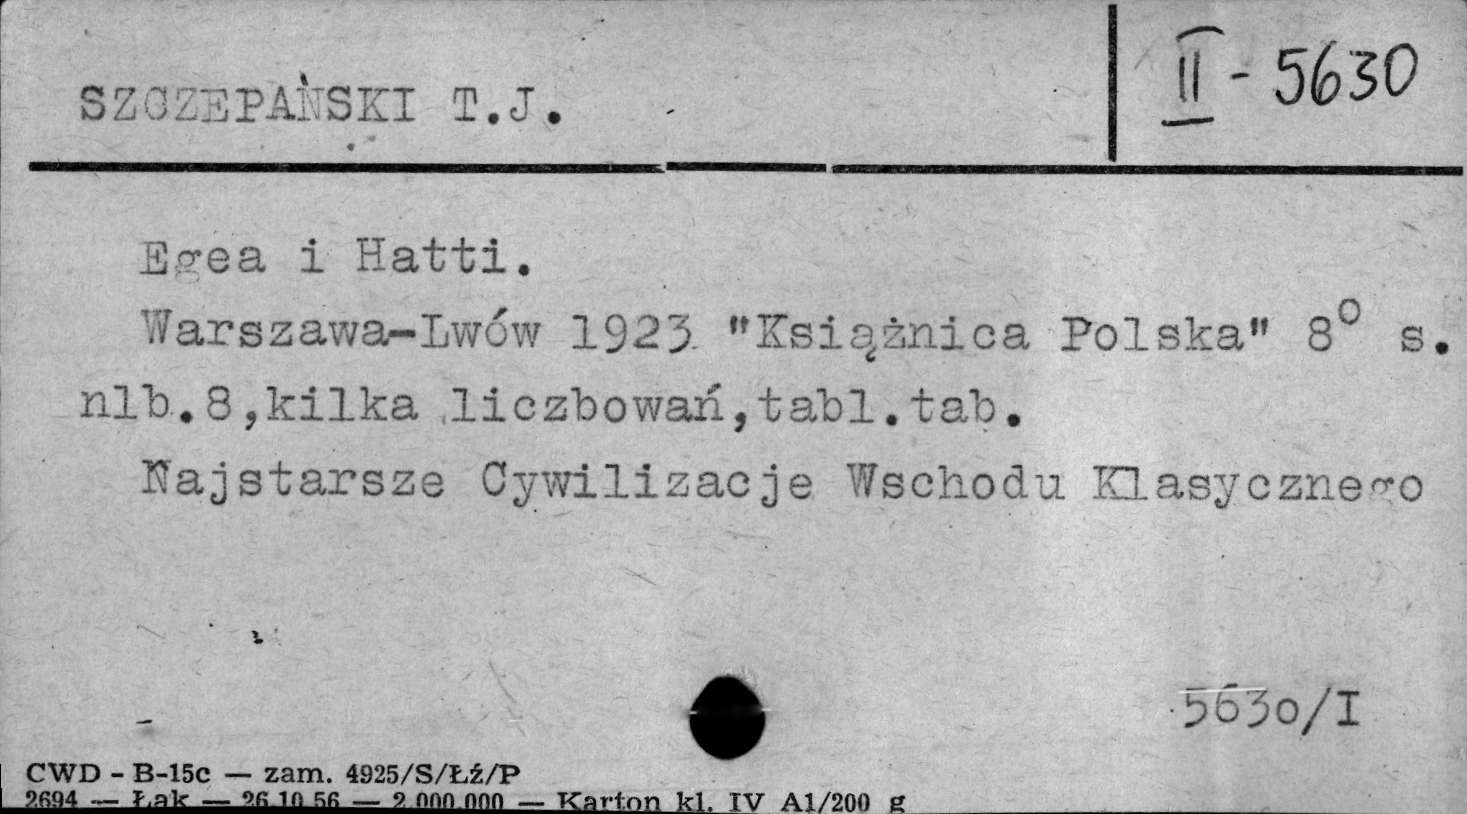 SZCZEPAŃSKI T.J.
II - 5630
Egea i Hatti.
Warszawa-Lwów 1923 "Książnica Polska" 8° s.
nlb.8,kilka liczbowań,tabl.tab.
Najstarsze Cywilizacje Wschodu Klasycznego
5630/I
CWD - B-15c — zam. 4925/S/Łź/P
2694 — Łak — 26.10.56 — 2.000.000 — Karton kl. IV A1/200 g